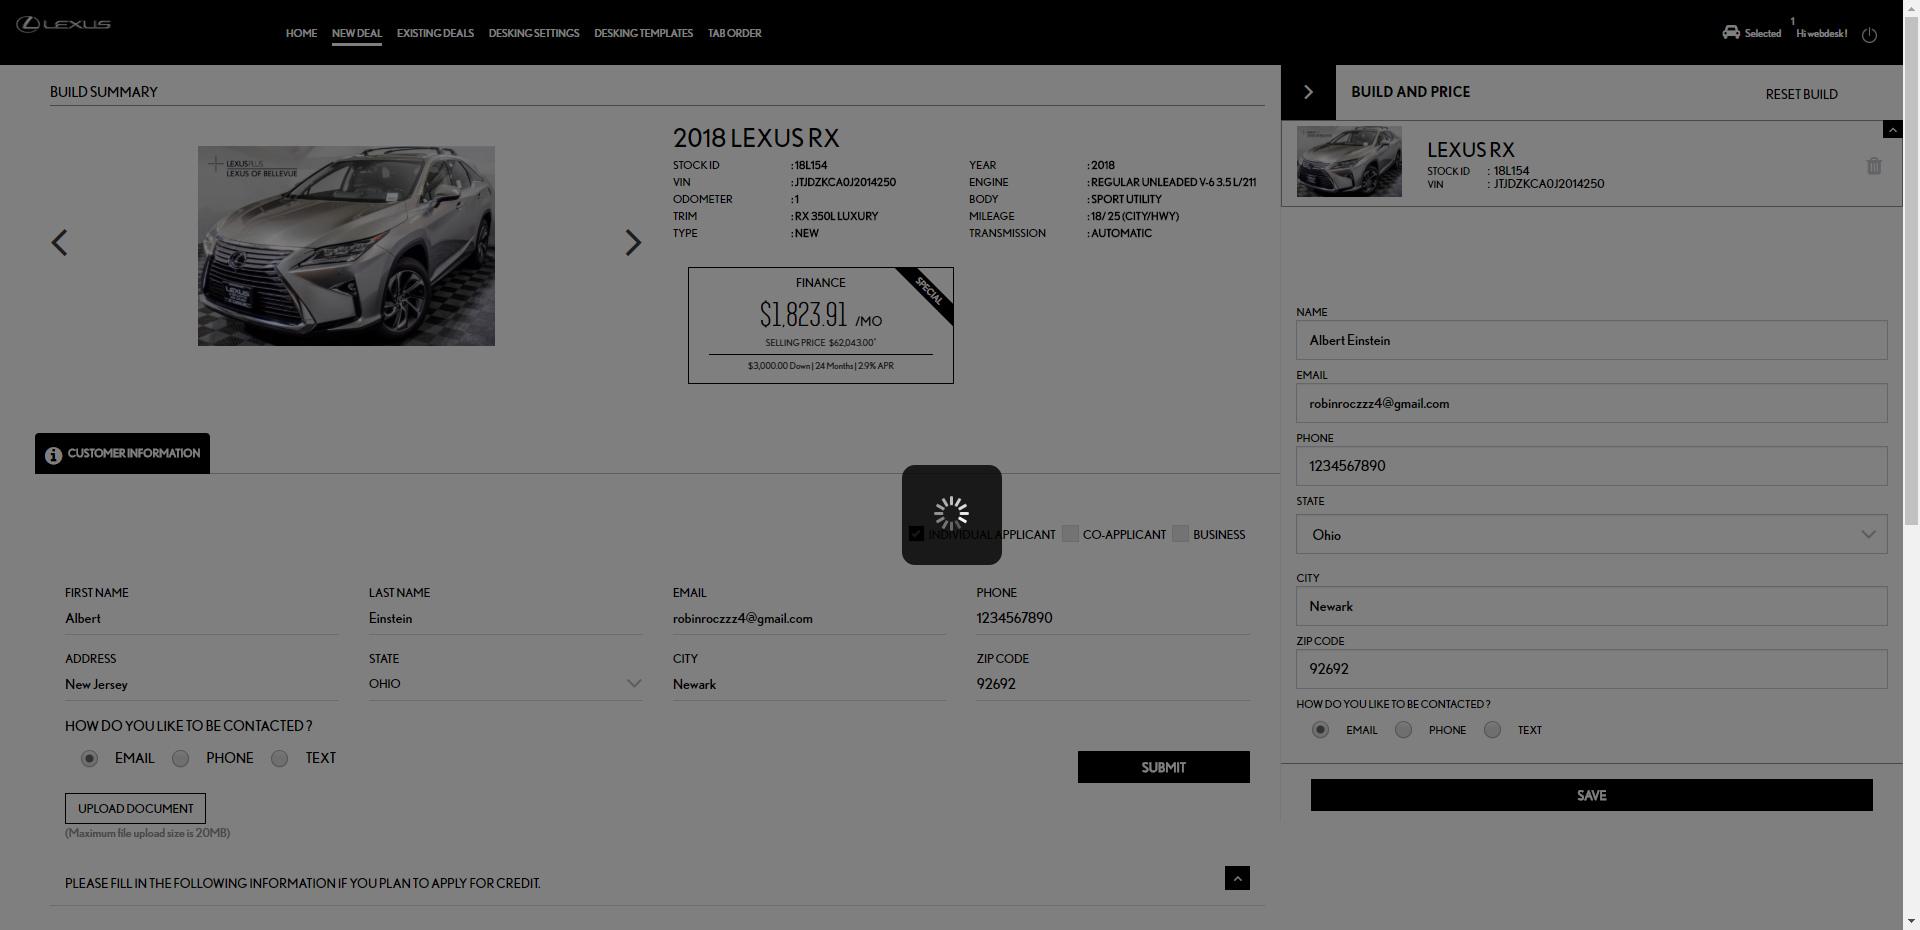 LEXUS
HOME NEW DEAL EXISTING DEALS DESKING SETTINGS DESKING TEMPLATES TAB ORDER
Selected 1 Hi webdesk!
BUILD SUMMARY
LEXUSPLUS
LEXUS OF BELLEVUE
2018 LEXUS RX
STOCK ID : 18L154 YEAR : 2018
VIN : JTJDZKCA0J2014250 ENGINE : REGULAR UNLEADED V-6 3.5 L/211
ODOMETER : 1 BODY : SPORT UTILITY
TRIM : RX 350L LUXURY MILEAGE : 18/ 25 (CITY/HWY)
TYPE : NEW TRANSMISSION : AUTOMATIC
FINANCE
SPECIAL
$1,823.91 /MO
SELLING PRICE $62,043.00*
$3,000.00 Down | 24 Months | 2.9% APR
CUSTOMER INFORMATION
INDIVIDUAL APPLICANT CO-APPLICANT BUSINESS
FIRST NAME LAST NAME EMAIL PHONE
Albert Einstein robinroczzz4@gmail.com 1234567890
ADDRESS STATE CITY ZIP CODE
New Jersey OHIO Newark 92692
HOW DO YOU LIKE TO BE CONTACTED ?
EMAIL PHONE TEXT
SUBMIT
UPLOAD DOCUMENT
(Maximum file upload size is 20MB)
PLEASE FILL IN THE FOLLOWING INFORMATION IF YOU PLAN TO APPLY FOR CREDIT.
BUILD AND PRICE RESET BUILD
LEXUS RX
STOCK ID : 18L154
VIN : JTJDZKCA0J2014250
NAME
Albert Einstein
EMAIL
robinroczzz4@gmail.com
PHONE
1234567890
STATE
Ohio
CITY
Newark
ZIP CODE
92692
HOW DO YOU LIKE TO BE CONTACTED ?
EMAIL PHONE TEXT
SAVE